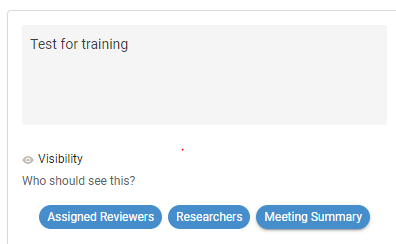 Test for training
Visibility
Who should see this?
Assigned Reviewers Researchers Meeting Summary